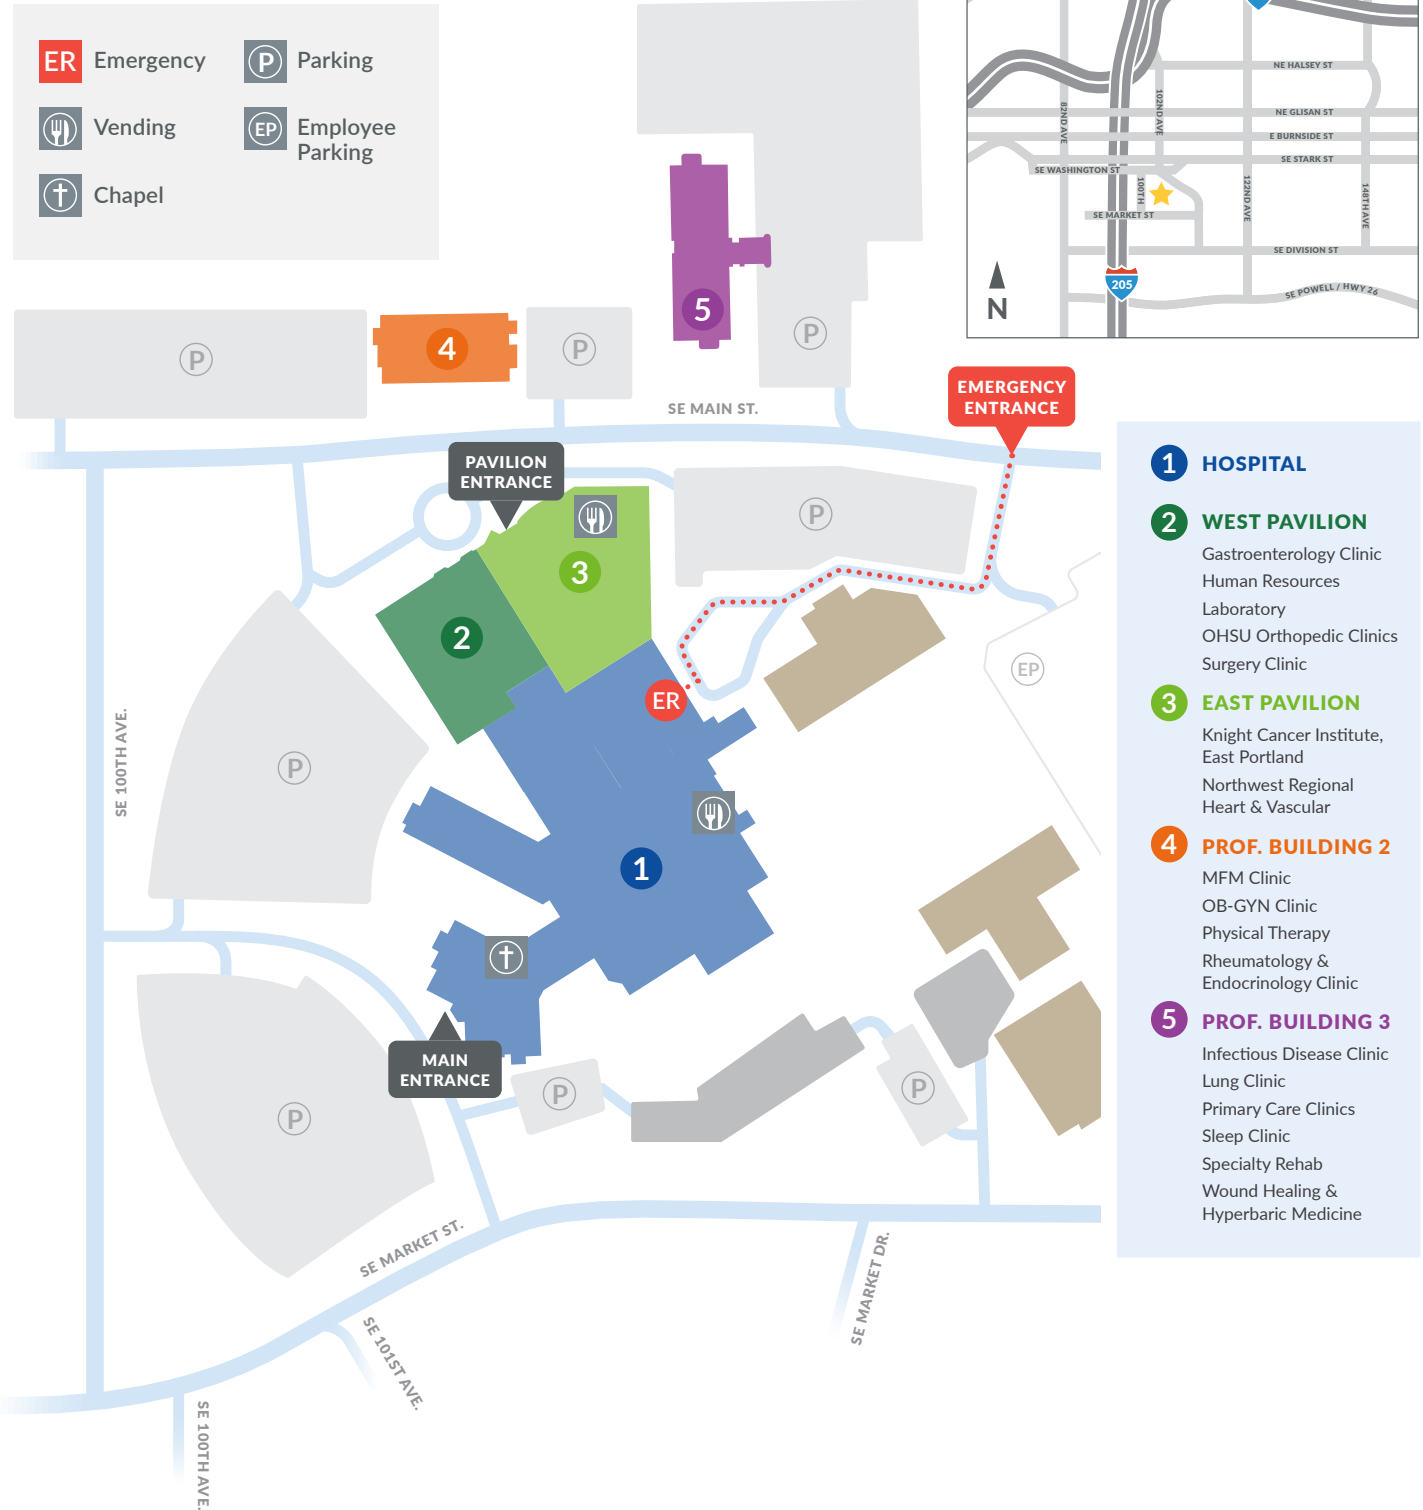 ER Emergency
P Parking
Vending
EP Employee
Parking
Chapel
NE HALSEY ST
82ND AVE
102ND AVE
NE GLISAN ST
E BURNSIDE ST
SE STARK ST
SE WASHINGTON ST
100TH
122ND AVE
148TH AVE
SE MARKET ST
SE DIVISION ST
205
SE POWELL / HWY 26
N
5
P
4
P
P
SE MAIN ST.
EMERGENCY
ENTRANCE
PAVILION
ENTRANCE
P
3
2
EP
ER
SE 100TH AVE.
P
1
MAIN
ENTRANCE
P
P
P
SE MARKET ST.
SE MARKET DR.
SE 101ST AVE.
SE 100TH AVE.
1 HOSPITAL
2 WEST PAVILION
Gastroenterology Clinic
Human Resources
Laboratory
OHSU Orthopedic Clinics
Surgery Clinic
3 EAST PAVILION
Knight Cancer Institute,
East Portland
Northwest Regional
Heart & Vascular
4 PROF. BUILDING 2
MFM Clinic
OB-GYN Clinic
Physical Therapy
Rheumatology &
Endocrinology Clinic
5 PROF. BUILDING 3
Infectious Disease Clinic
Lung Clinic
Primary Care Clinics
Sleep Clinic
Specialty Rehab
Wound Healing &
Hyperbaric Medicine